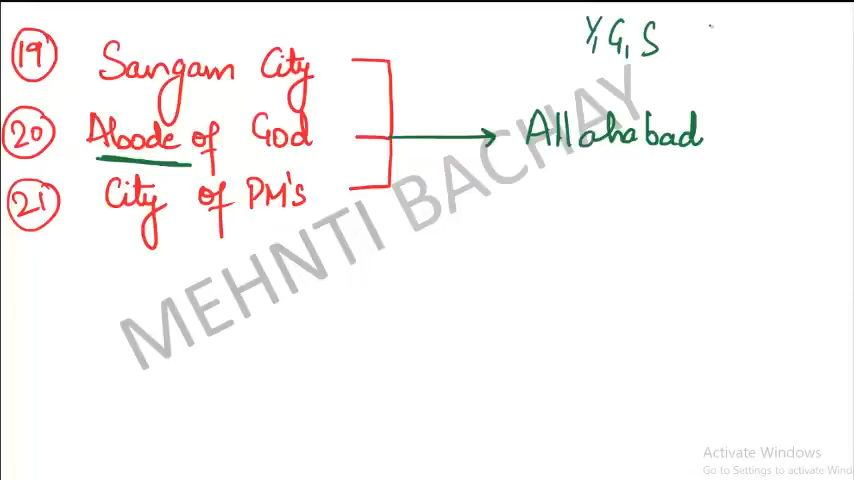 Y, G, S
19 Sangam City
20 Aboode of God
Allahabad
21 City of PM's
MEHNTI BACHAY
Activate Windows
Go to Settings to activate Wind